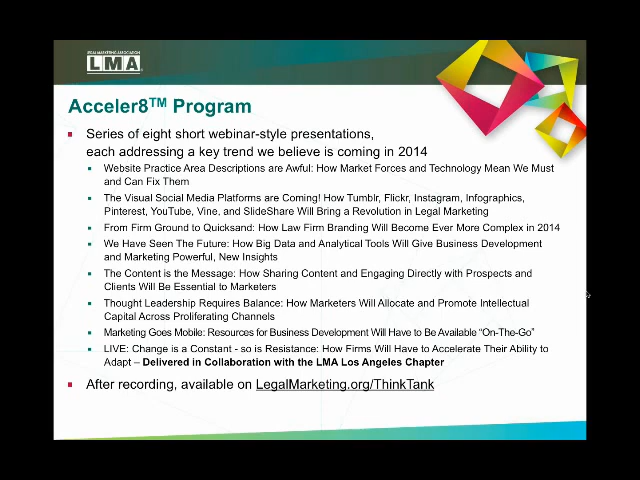 LEGAL MARKETING ASSOCIATION
LMA
Acceler8™ Program
Series of eight short webinar-style presentations,
each addressing a key trend we believe is coming in 2014
Website Practice Area Descriptions are Awful: How Market Forces and Technology Mean We Must
and Can Fix Them
The Visual Social Media Platforms are Coming! How Tumblr, Flickr, Instagram, Infographics,
Pinterest, YouTube, Vine, and SlideShare Will Bring a Revolution in Legal Marketing
From Firm Ground to Quicksand: How Law Firm Branding Will Become Ever More Complex in 2014
We Have Seen The Future: How Big Data and Analytical Tools Will Give Business Development
and Marketing Powerful, New Insights
The Content is the Message: How Sharing Content and Engaging Directly with Prospects and
Clients Will be Essential to Marketers
Thought Leadership Requires Balance: How Marketers Will Allocate and Promote Intellectual
Capital Across Proliferating Channels
Marketing Goes Mobile: Resources for Business Development Will Have to Be Available “On-The-Go”
LIVE: Change is a Constant - so is Resistance: How Firms Will Have to Accelerate Their Ability to
Adapt – Delivered in Collaboration with the LMA Los Angeles Chapter
After recording, available on LegalMarketing.org/ThinkTank